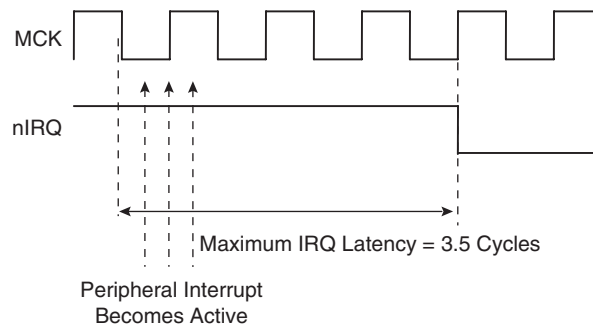 MCK
nIRQ
Maximum IRQ Latency = 3.5 Cycles
Peripheral Interrupt
Becomes Active